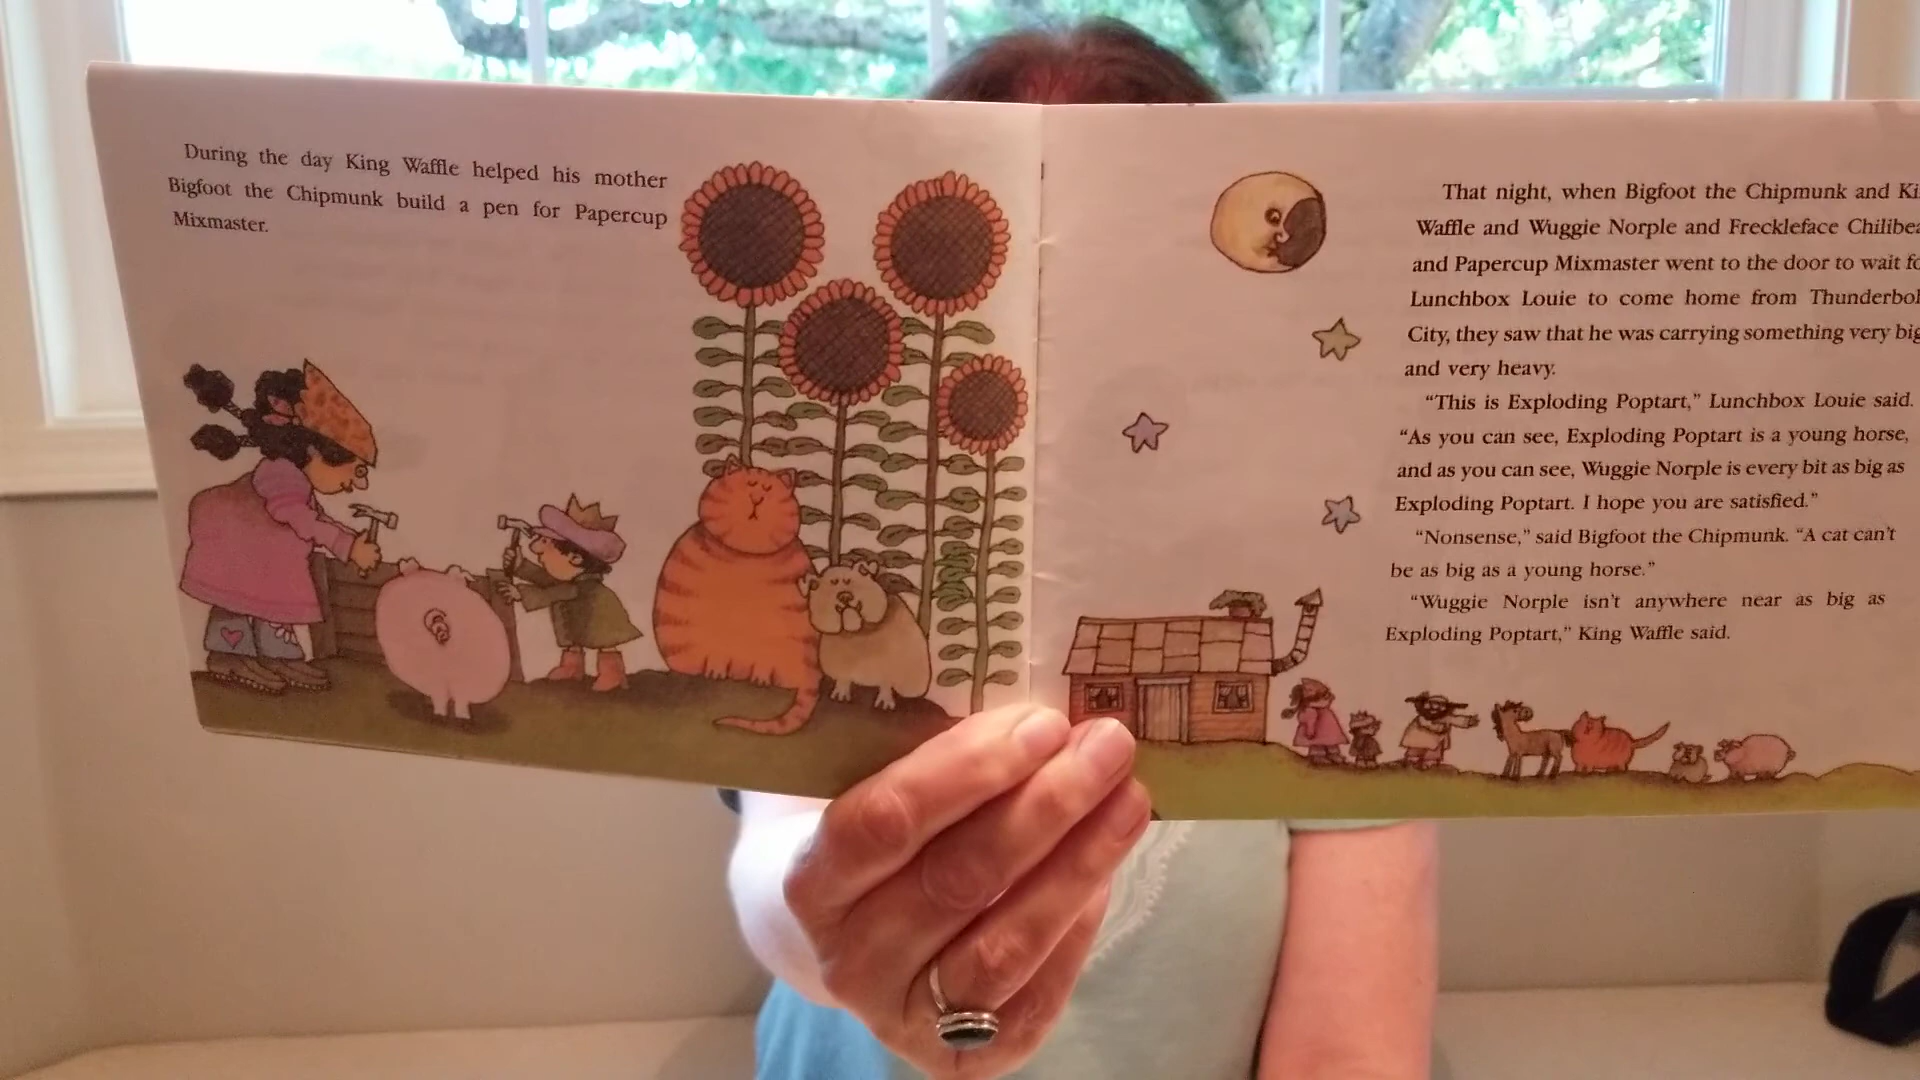 During the day King Waffle helped his mother
Bigfoot the Chipmunk build a pen for Papercup
Mixmaster.
That night, when Bigfoot the Chipmunk and Ki
Waffle and Wuggie Norple and Freckleface Chilibea
and Papercup Mixmaster went to the door to wait fo
Lunchbox Louie to come home from Thunderbol
City, they saw that he was carrying something very big
and very heavy.
“This is Exploding Poptart,” Lunchbox Louie said.
“As you can see, Exploding Poptart is a young horse,
and as you can see, Wuggie Norple is every bit as big as
Exploding Poptart. I hope you are satisfied.”
“Nonsense,” said Bigfoot the Chipmunk. “A cat can't
be as big as a young horse.”
“Wuggie Norple isn't anywhere near as big as
Exploding Poptart,” King Waffle said.